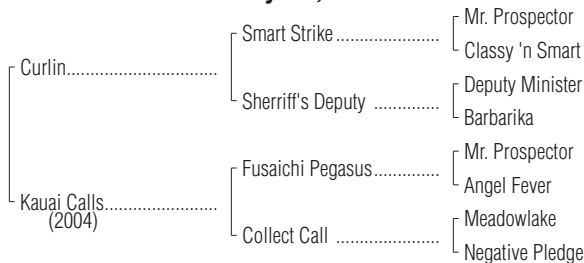 Mr. Prospector
Smart Strike
Classy 'n Smart
Curlin
Deputy Minister
Sherriff's Deputy
Barbarika
Mr. Prospector
Fusaichi Pegasus
Angel Fever
Kauai Calls
(2004)
Meadowlake
Collect Call
Negative Pledge